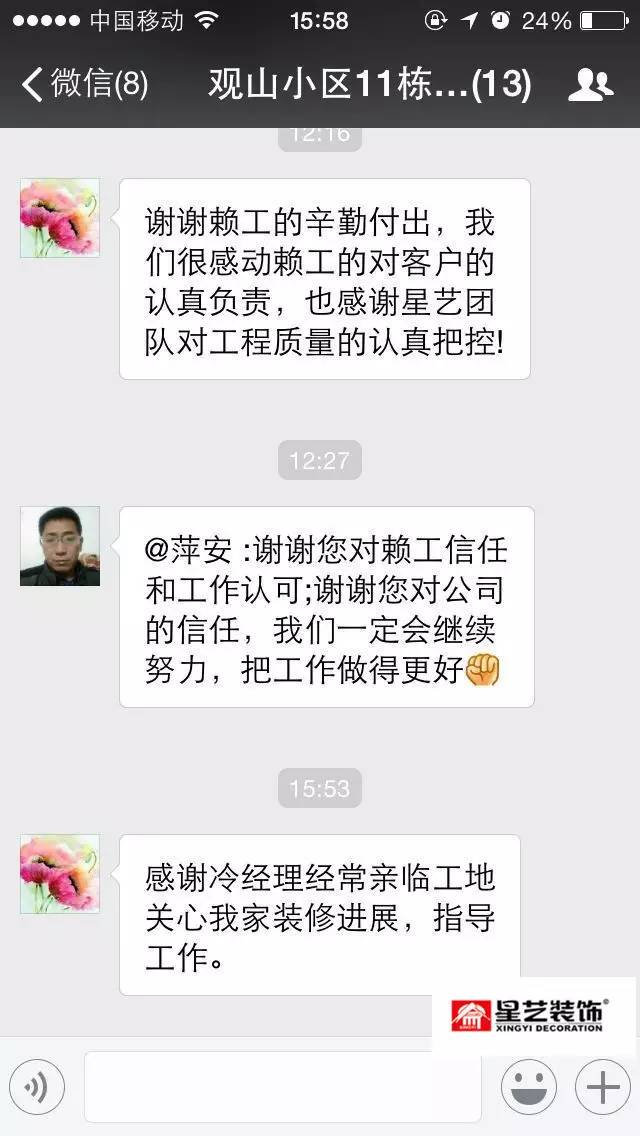 中国移动 15:58 24%
微信(8) 观山小区11栋...(13)
12:16
谢谢赖工的辛勤付出，我
们很感动赖工的对客户的
认真负责，也感谢星艺团
队对工程质量的认真把控!
12:27
@萍安 :谢谢您对赖工信任
和工作认可;谢谢您对公司
的信任，我们一定会继续
努力，把工作做得更好✊
15:53
感谢冷经理经常亲临工地
关心我家装修进展，指导
工作。
星艺装饰®
XINGYI DECORATION